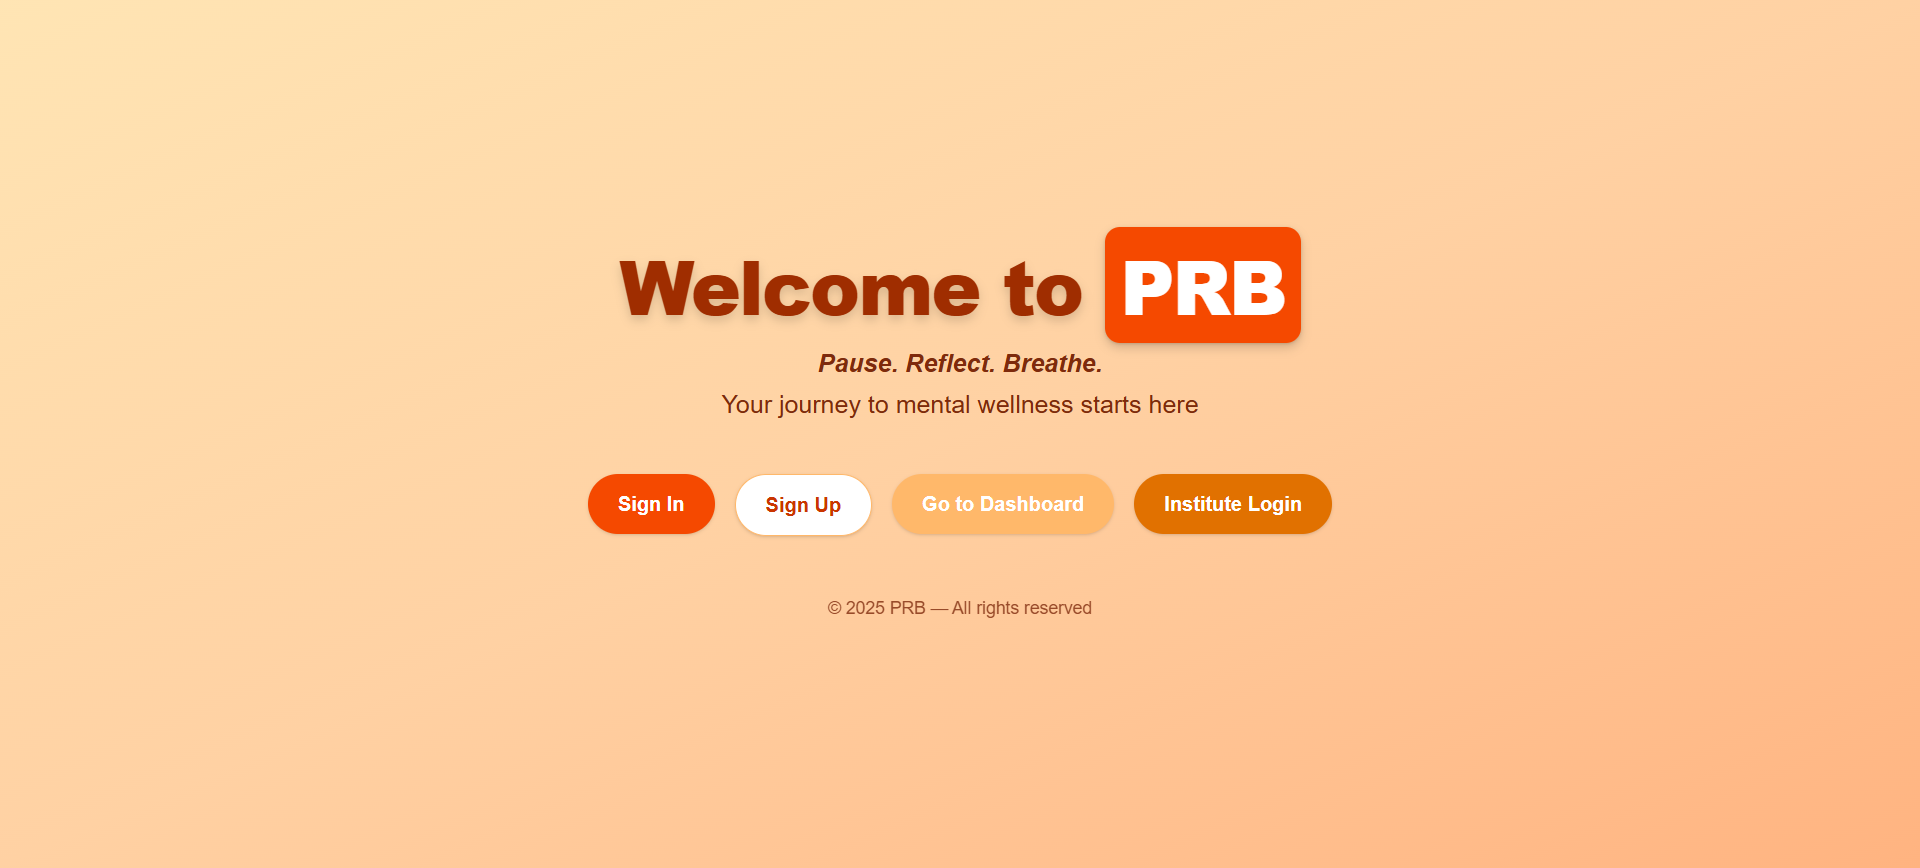 Welcome to PRB
Pause. Reflect. Breathe.
Your journey to mental wellness starts here
Sign In Sign Up Go to Dashboard Institute Login
© 2025 PRB — All rights reserved